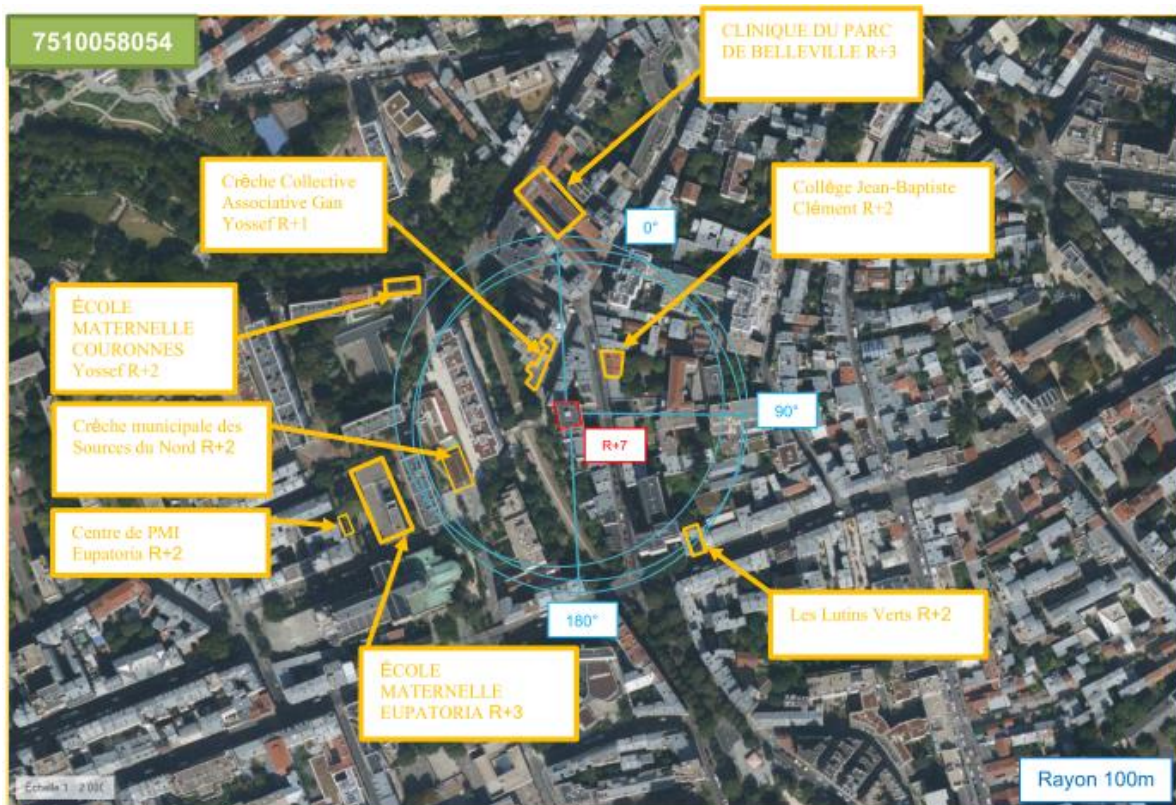 7510058054
CLINIQUE DU PARC
DE BELLEVILLE R+3
Crèche Collective
Associative Gan
Yossef R+1
Collège Jean-Baptiste
Clément R+2
0°
ÉCOLE
MATERNELLE
COURONNES
Yossef R+2
90°
Crèche municipale des
Sources du Nord R+2
R+7
Centre de PMI
Eupatoria R+2
Les Lutins Verts R+2
180°
ÉCOLE
MATERNELLE
EUPATORIA R+3
Rayon 100m